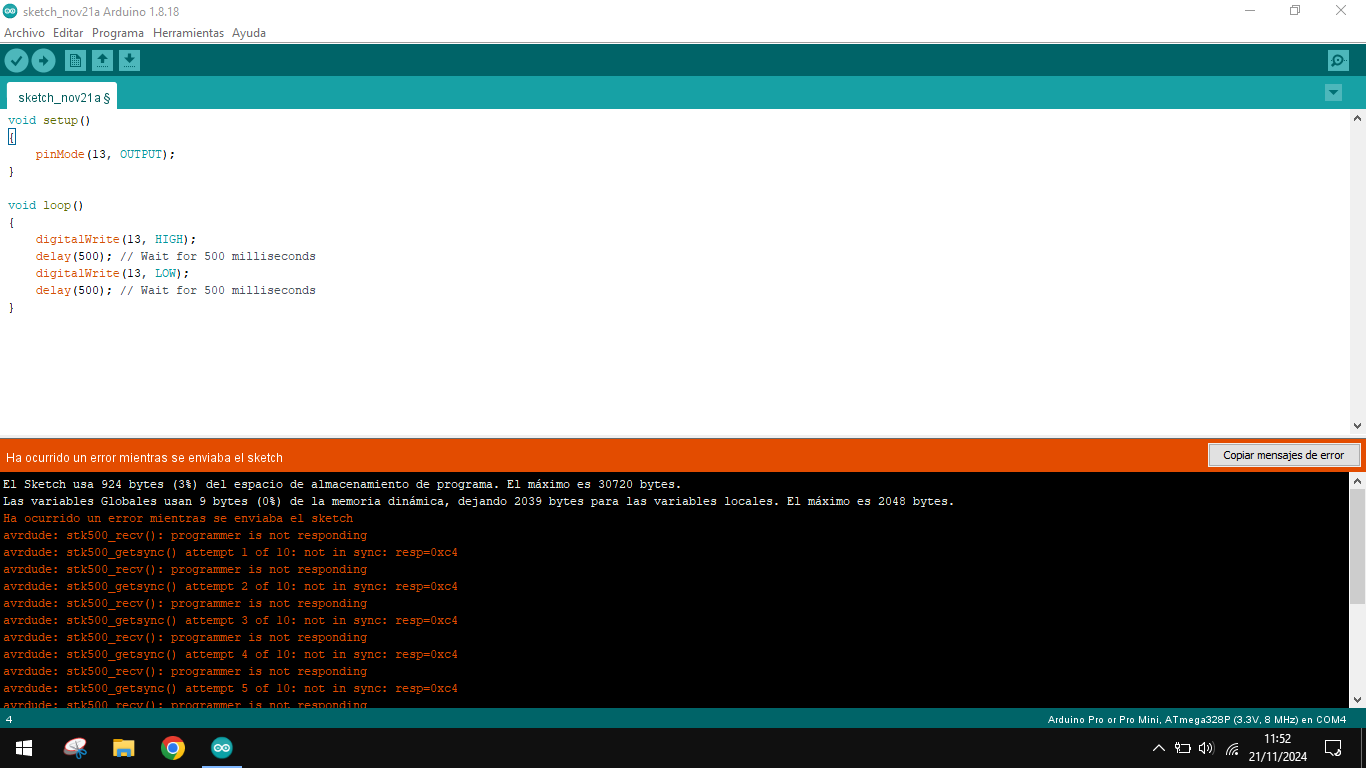 sketch_nov21a Arduino 1.8.18
Archivo Editar Programa Herramientas Ayuda
sketch_nov21a §
void setup()
{
pinMode(13, OUTPUT);
}
void loop()
{
digitalWrite(13, HIGH);
delay(500); // Wait for 500 milliseconds
digitalWrite(13, LOW);
delay(500); // Wait for 500 milliseconds
}
Ha ocurrido un error mientras se enviaba el sketch
Copiar mensajes de error
El Sketch usa 924 bytes (3%) del espacio de almacenamiento de programa. El máximo es 30720 bytes.
Las variables Globales usan 9 bytes (0%) de la memoria dinámica, dejando 2039 bytes para las variables locales. El máximo es 2048 bytes.
Ha ocurrido un error mientras se enviaba el sketch
avrdude: stk500_recv(): programmer is not responding
avrdude: stk500_getsync() attempt 1 of 10: not in sync: resp=0xc4
avrdude: stk500_recv(): programmer is not responding
avrdude: stk500_getsync() attempt 2 of 10: not in sync: resp=0xc4
avrdude: stk500_recv(): programmer is not responding
avrdude: stk500_getsync() attempt 3 of 10: not in sync: resp=0xc4
avrdude: stk500_recv(): programmer is not responding
avrdude: stk500_getsync() attempt 4 of 10: not in sync: resp=0xc4
avrdude: stk500_recv(): programmer is not responding
avrdude: stk500_getsync() attempt 5 of 10: not in sync: resp=0xc4
avrdude: stk500_recv(): programmer is not responding
4
Arduino Pro or Pro Mini, ATmega328P (3.3V, 8 MHz) en COM4
11:52
21/11/2024